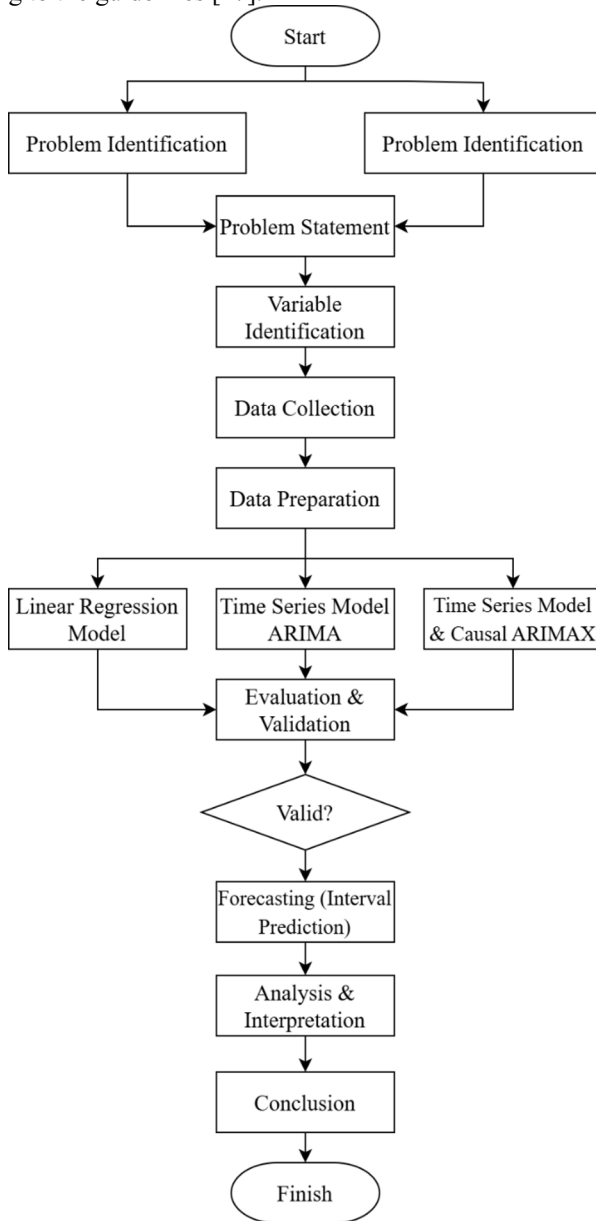 Start
Problem Identification
Problem Identification
Problem Statement
Variable
Identification
Data Collection
Data Preparation
Linear Regression
Model
Time Series Model
ARIMA
Time Series Model
& Causal ARIMAX
Evaluation &
Validation
Valid?
Forecasting (Interval
Prediction)
Analysis &
Interpretation
Conclusion
Finish